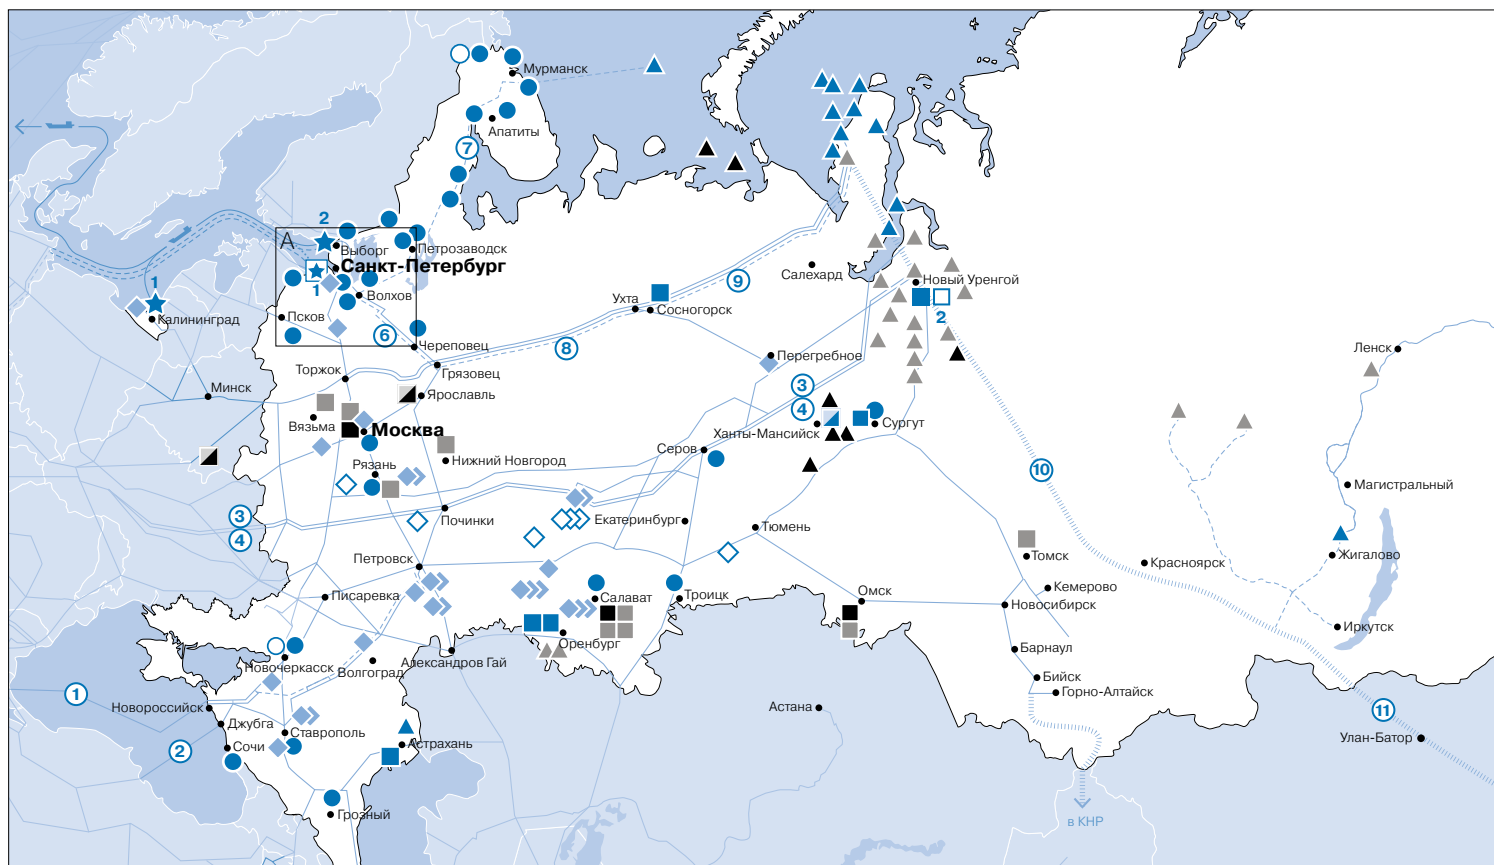 Мурманск
Апатиты
7
2
А
Выборг
Петрозаводск
Санкт-Петербург
1
1
Волхов
Калининград
Псков
6
Череповец
9
Салехард
Новый Уренгой
2
Ухта
Сосногорск
8
Перегребное
Ленск
Торжок
Грязовец
Минск
Ярославль
3
4
Вязьма
Москва
Ханты-Мансийск
Сургут
Серов
Рязань
Нижний Новгород
10
Магистральный
3
4
Починки
Екатеринбург
Тюмень
Петровск
Томск
Красноярск
Жигалово
Писаревка
Салават
Троицк
Омск
Кемерово
Новосибирск
Оренбург
Иркутск
Новочеркасск
Волгоград
Александров Гай
Барнаул
Бийск
Горно-Алтайск
1
Новороссийск
Астана
11
Джубга
Ставрополь
2
Сочи
Астрахань
Улан-Батор
Грозный
в КНР